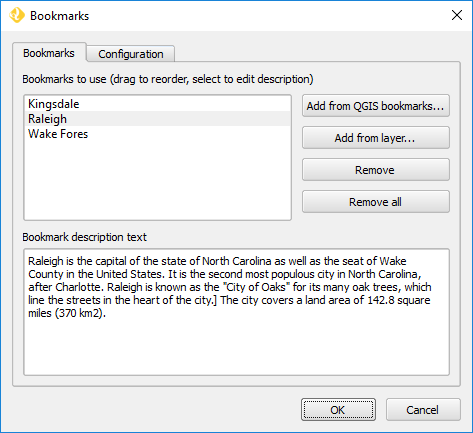 Bookmarks
Bookmarks
Configuration
Bookmarks to use (drag to reorder, select to edit description)
Kingsdale
Raleigh
Wake Fores
Add from QGIS bookmarks...
Add from layer...
Remove
Remove all
Bookmark description text
Raleigh is the capital of the state of North Carolina as well as the seat of Wake
County in the United States. It is the second most populous city in North Carolina,
after Charlotte. Raleigh is known as the "City of Oaks" for its many oak trees, which
line the streets in the heart of the city.] The city covers a land area of 142.8 square
miles (370 km2).
OK
Cancel